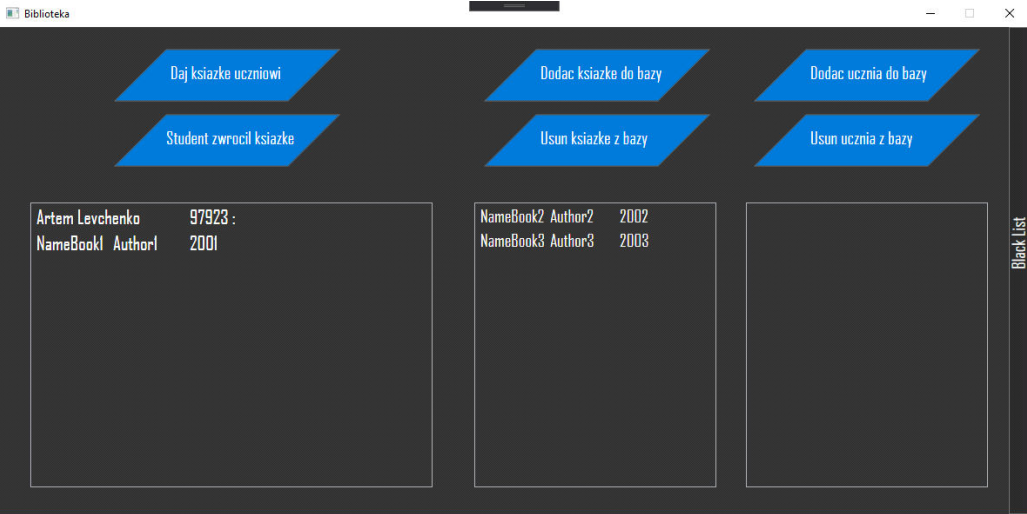 Biblioteka
Daj ksiazke uczniowi
Dodac ksiazke do bazy
Dodac ucznia do bazy
Student zwrocil ksiazke
Usun ksiazke z bazy
Usun ucznia z bazy
Artem Levchenko 97923 :
NameBook1 Author1 2001
NameBook2 Author2 2002
NameBook3 Author3 2003
Black List